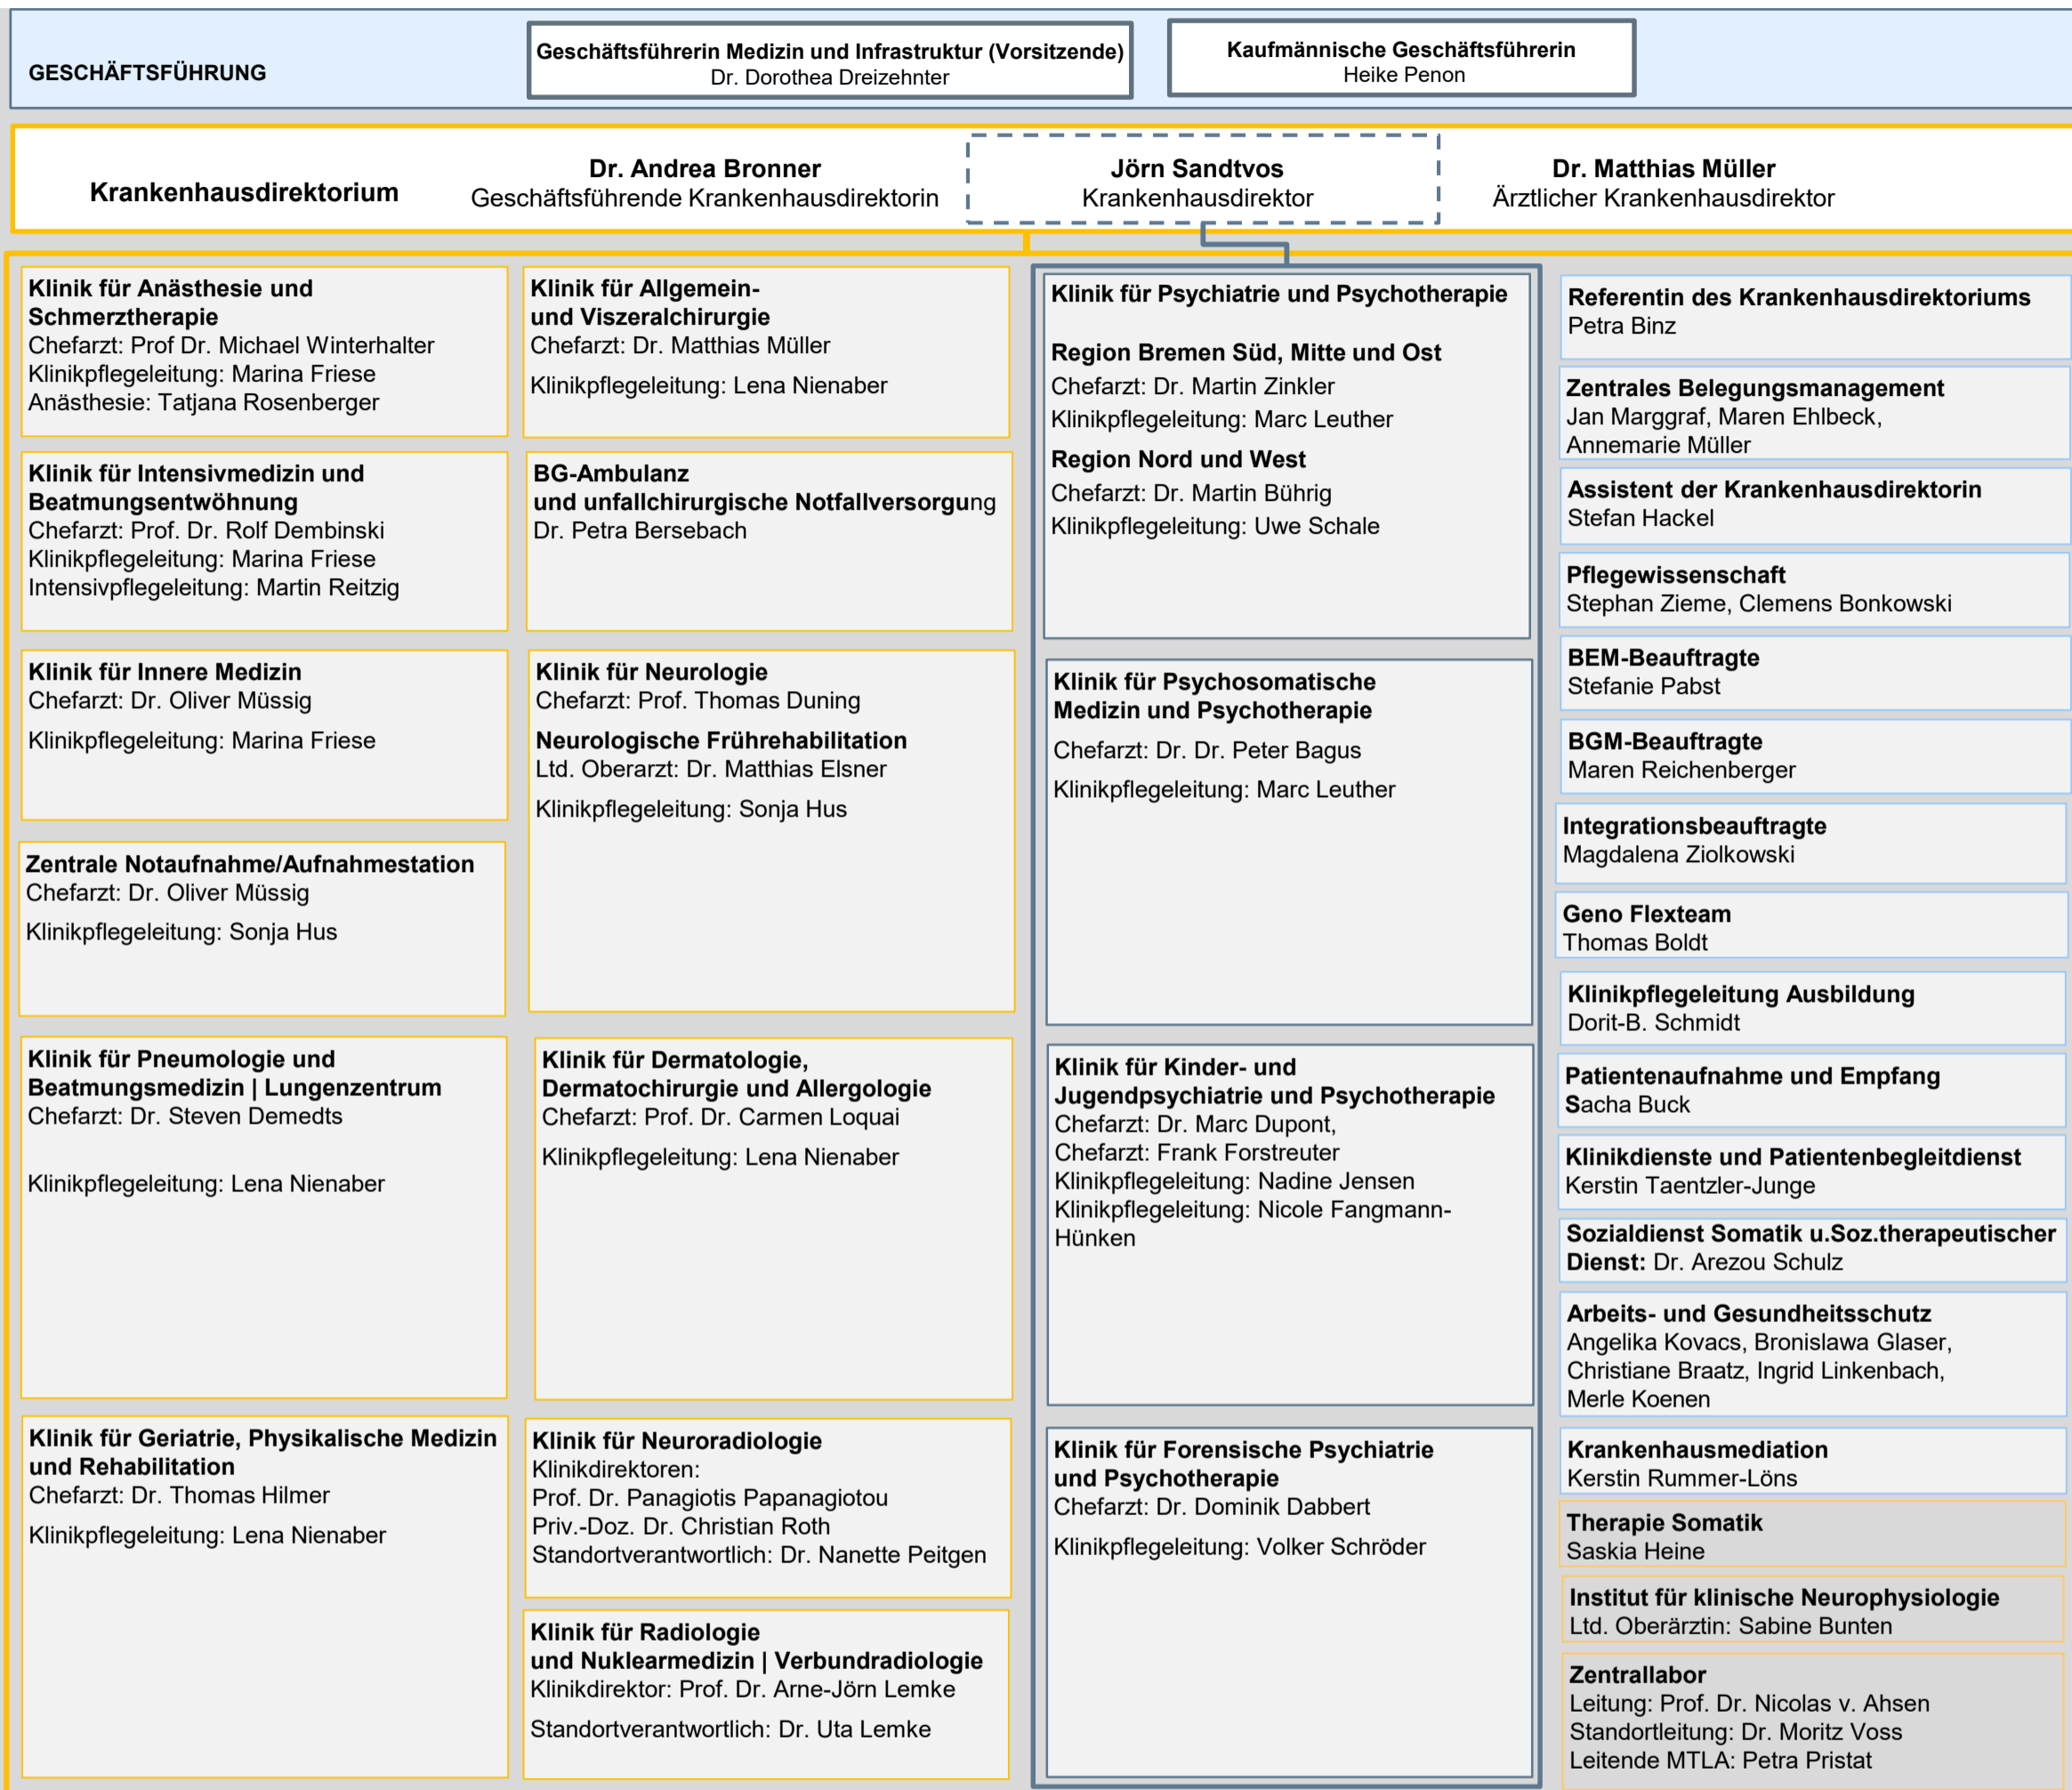 GESCHÄFTSFÜHRUNG
Geschäftsführerin Medizin und Infrastruktur (Vorsitzende)
Dr. Dorothea Dreizehnter
Kaufmännische Geschäftsführerin
Heike Penon
Krankenhausdirektorium
Dr. Andrea Bronner
Geschäftsführende Krankenhausdirektorin
Jörn Sandtvos
Krankenhausdirektor
Dr. Matthias Müller
Ärztlicher Krankenhausdirektor
Klinik für Anästhesie und
Schmerztherapie
Chefarzt: Prof Dr. Michael Winterhalter
Klinikpflegeleitung: Marina Friese
Anästhesie: Tatjana Rosenberger
Klinik für Intensivmedizin und
Beatmungsentwöhnung
Chefarzt: Prof. Dr. Rolf Dembinski
Klinikpflegeleitung: Marina Friese
Intensivpflegeleitung: Martin Reitzig
Klinik für Innere Medizin
Chefarzt: Dr. Oliver Müssig
Klinikpflegeleitung: Marina Friese
Zentrale Notaufnahme/Aufnahmestation
Chefarzt: Dr. Oliver Müssig
Klinikpflegeleitung: Sonja Hus
Klinik für Pneumologie und
Beatmungsmedizin | Lungenzentrum
Chefarzt: Dr. Steven Demedts
Klinikpflegeleitung: Lena Nienaber
Klinik für Geriatrie, Physikalische Medizin
und Rehabilitation
Chefarzt: Dr. Thomas Hilmer
Klinikpflegeleitung: Lena Nienaber
Klinik für Allgemein-
und Viszeralchirurgie
Chefarzt: Dr. Matthias Müller
Klinikpflegeleitung: Lena Nienaber
BG-Ambulanz
und unfallchirurgische Notfallversorgung
Dr. Petra Bersebach
Klinik für Neurologie
Chefarzt: Prof. Thomas Duning
Neurologische Frührehabilitation
Ltd. Oberarzt: Dr. Matthias Elsner
Klinikpflegeleitung: Sonja Hus
Klinik für Dermatologie,
Dermatochirurgie und Allergologie
Chefarzt: Prof. Dr. Carmen Loquai
Klinikpflegeleitung: Lena Nienaber
Klinik für Neuroradiologie
Klinikdirektoren:
Prof. Dr. Panagiotis Papanagiotou
Priv.-Doz. Dr. Christian Roth
Standortverantwortlich: Dr. Nanette Peitgen
Klinik für Radiologie
und Nuklearmedizin | Verbundradiologie
Klinikdirektor: Prof. Dr. Arne-Jörn Lemke
Standortverantwortlich: Dr. Uta Lemke
Klinik für Psychiatrie und Psychotherapie
Region Bremen Süd, Mitte und Ost
Chefarzt: Dr. Martin Zinkler
Klinikpflegeleitung: Marc Leuther
Region Nord und West
Chefarzt: Dr. Martin Bührig
Klinikpflegeleitung: Uwe Schale
Klinik für Psychosomatische
Medizin und Psychotherapie
Chefarzt: Dr. Dr. Peter Bagus
Klinikpflegeleitung: Marc Leuther
Klinik für Kinder- und
Jugendpsychiatrie und Psychotherapie
Chefarzt: Dr. Marc Dupont,
Chefarzt: Frank Forstreuter
Klinikpflegeleitung: Nadine Jensen
Klinikpflegeleitung: Nicole Fangmann-
Hünken
Klinik für Forensische Psychiatrie
und Psychotherapie
Chefarzt: Dr. Dominik Dabbert
Klinikpflegeleitung: Volker Schröder
Referentin des Krankenhausdirektoriums
Petra Binz
Zentrales Belegungsmanagement
Jan Marggraf, Maren Ehlbeck,
Annemarie Müller
Assistent der Krankenhausdirektorin
Stefan Hackel
Pflegewissenschaft
Stephan Zieme, Clemens Bonkowski
BEM-Beauftragte
Stefanie Pabst
BGM-Beauftragte
Maren Reichenberger
Integrationsbeauftragte
Magdalena Ziolkowski
Geno Flexteam
Thomas Boldt
Klinikpflegeleitung Ausbildung
Dorit-B. Schmidt
Patientenaufnahme und Empfang
Sacha Buck
Klinikdienste und Patientenbegleitdienst
Kerstin Taentzler-Junge
Sozialdienst Somatik u.Soz.therapeutischer
Dienst: Dr. Arezou Schulz
Arbeits- und Gesundheitsschutz
Angelika Kovacs, Bronislawa Glaser,
Christiane Braatz, Ingrid Linkenbach,
Merle Koenen
Krankenhausmediation
Kerstin Rummer-Löns
Therapie Somatik
Saskia Heine
Institut für klinische Neurophysiologie
Ltd. Oberärztin: Sabine Bunten
Zentrallabor
Leitung: Prof. Dr. Nicolas v. Ahsen
Standortleitung: Dr. Moritz Voss
Leitende MTLA: Petra Pristat